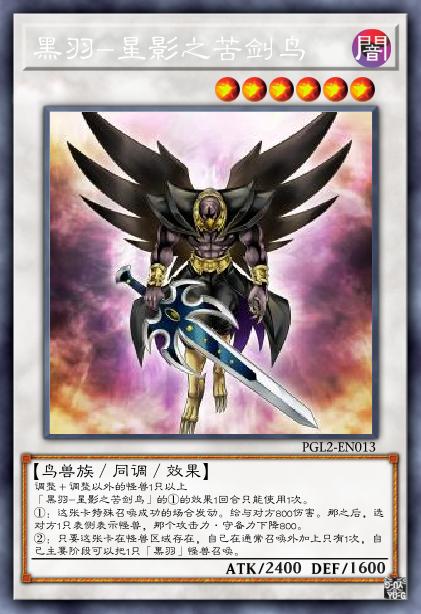 黑羽-星影之苦剑鸟
闇
PGL2-EN013
【鸟兽族/同调/效果】
调整+调整以外的怪兽1只以上
「黑羽-星影之苦剑鸟」的①的效果1回合只能使用1次。
①：这张卡特殊召唤成功的场合发动。给与对方800伤害。那之后，选
对方1只表侧表示怪兽，那个攻击力·守备力下降800。
②：只要这张卡在怪兽区域存在，自己在通常召唤外加上只有1次，自
己主要阶段可以把1只「黑羽」怪兽召唤。
ATK/2400 DEF/1600